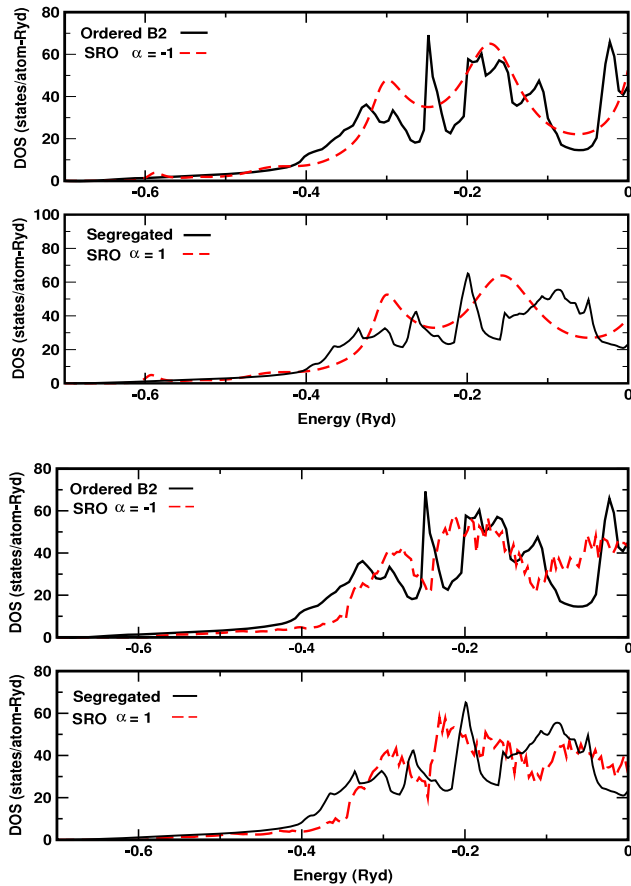 80
60
40
20
0
DOS (states/atom-Ryd)
Ordered B2
SRO α = -1
-0.6
-0.4
-0.2
0
100
80
60
40
20
0
DOS (states/atom-Ryd)
Segregated
SRO α = 1
-0.6
-0.4
-0.2
0
Energy (Ryd)
80
60
40
20
0
DOS (states/atom-Ryd)
Ordered B2
SRO α = -1
-0.6
-0.4
-0.2
0
80
60
40
20
0
DOS (states/atom-Ryd)
Segregated
SRO α = 1
-0.6
-0.4
-0.2
0
Energy (Ryd)